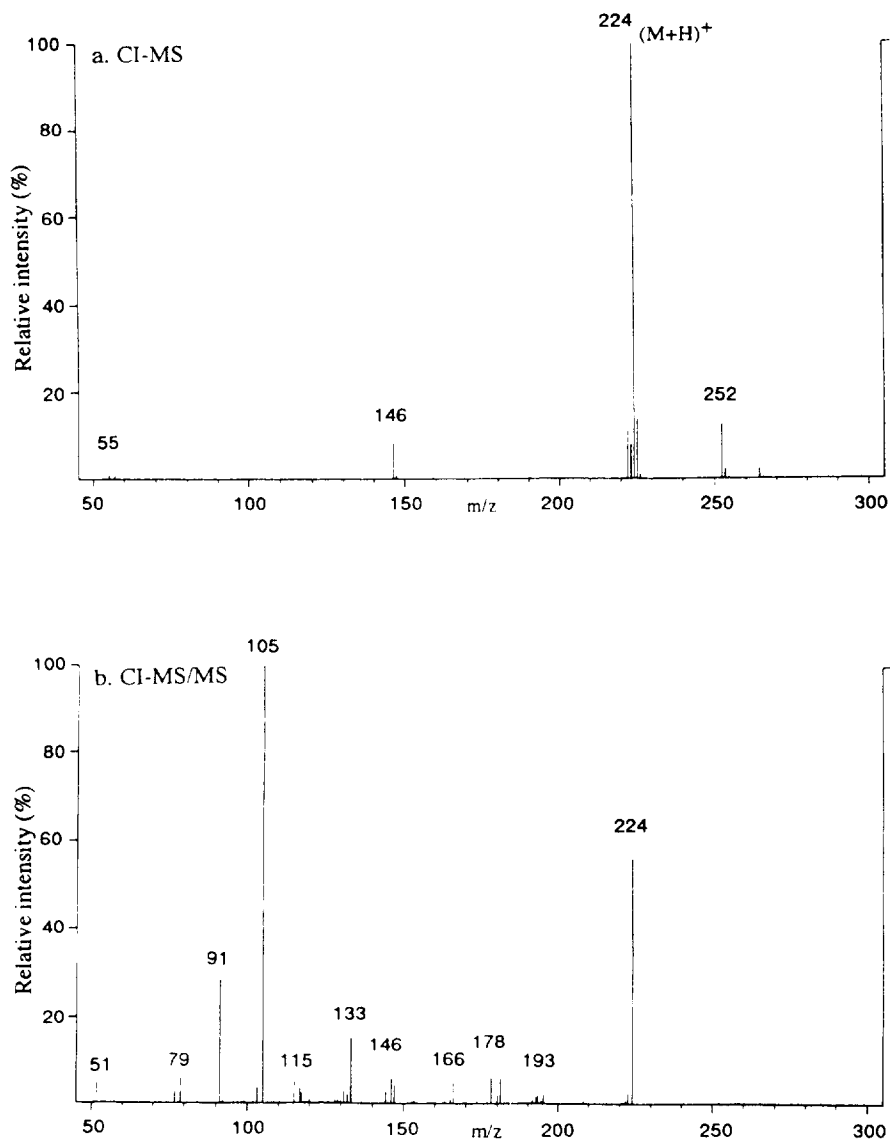 224 (M+H)+
100 a. CI-MS
80
60
40
20
Relative intensity (%)
55
146
252
50 100 150 200 250 300
m/z
105
100 b. CI-MS/MS
80
60
40
20
Relative intensity (%)
224
91
133
51 79 115 146 166 178 193
50 100 150 200 250 300
m/z